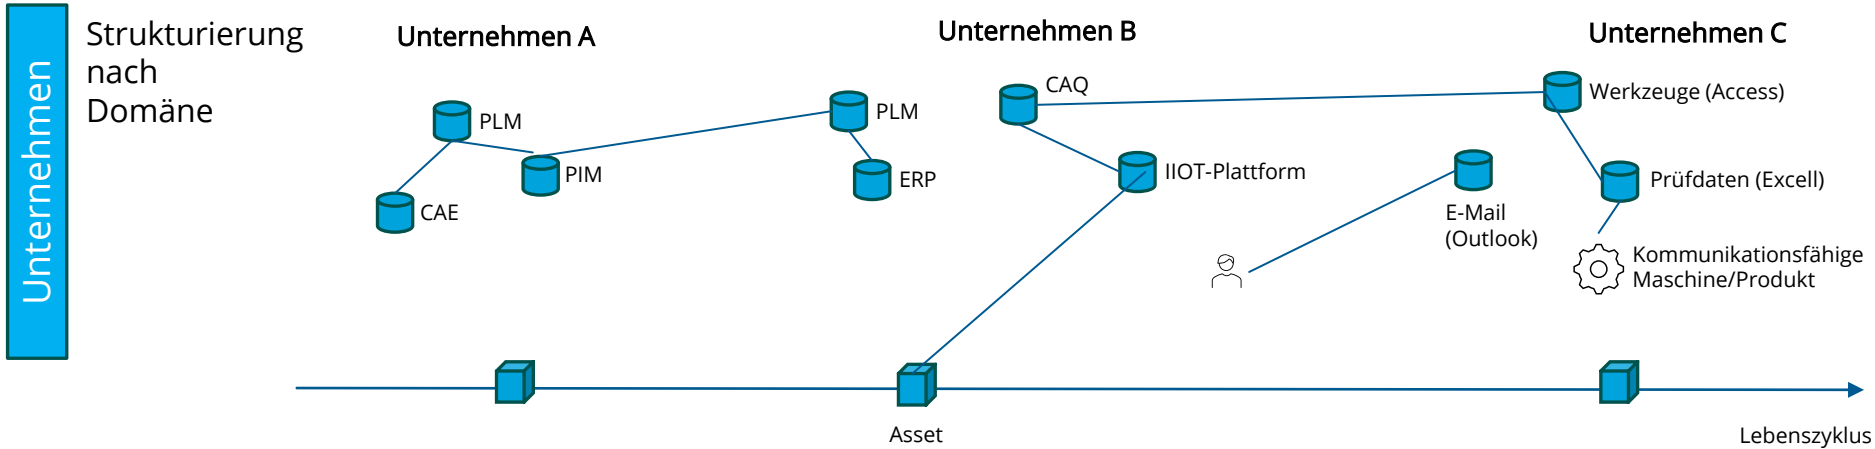 Unternehmen
Strukturierung
nach
Domäne
Unternehmen A
Unternehmen B
Unternehmen C
PLM
PIM
CAE
PLM
ERP
CAQ
IIOT-Plattform
E-Mail
(Outlook)
Werkzeuge (Access)
Prüfdaten (Excell)
Kommunikationsfähige
Maschine/Produkt
Asset
Lebenszyklus